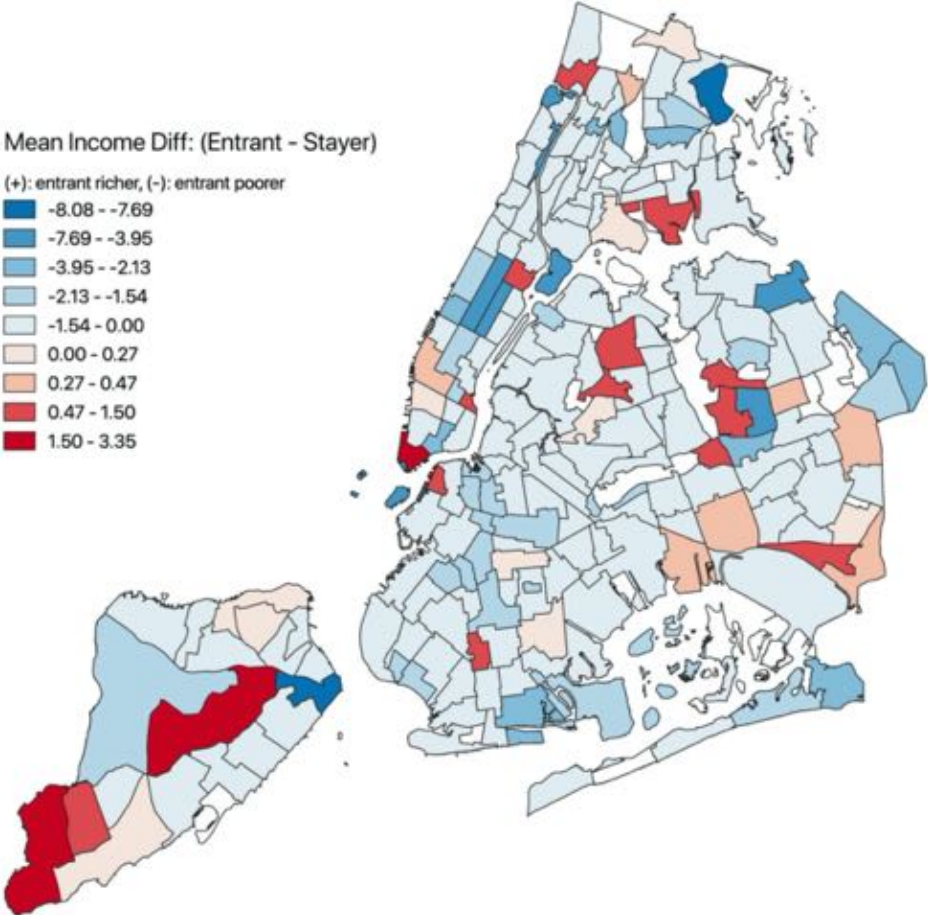 Mean Income Diff: (Entrant - Stayer)
(+): entrant richer, (-): entrant poorer
-8.08 - -7.69
-7.69 - -3.95
-3.95 - -2.13
-2.13 - -1.54
-1.54 - 0.00
0.00 - 0.27
0.27 - 0.47
0.47 - 1.50
1.50 - 3.35